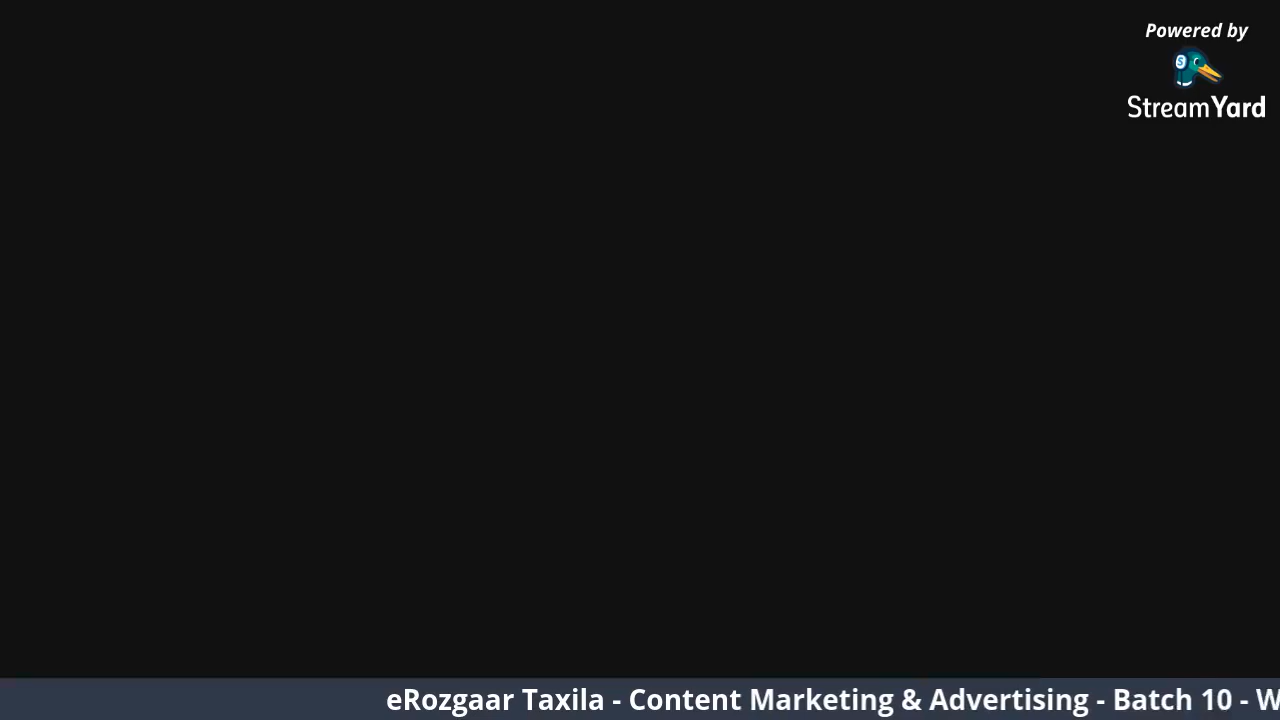 Powered by
S
StreamYard
eRozgaar Taxila - Content Marketing & Advertising - Batch 10 - W